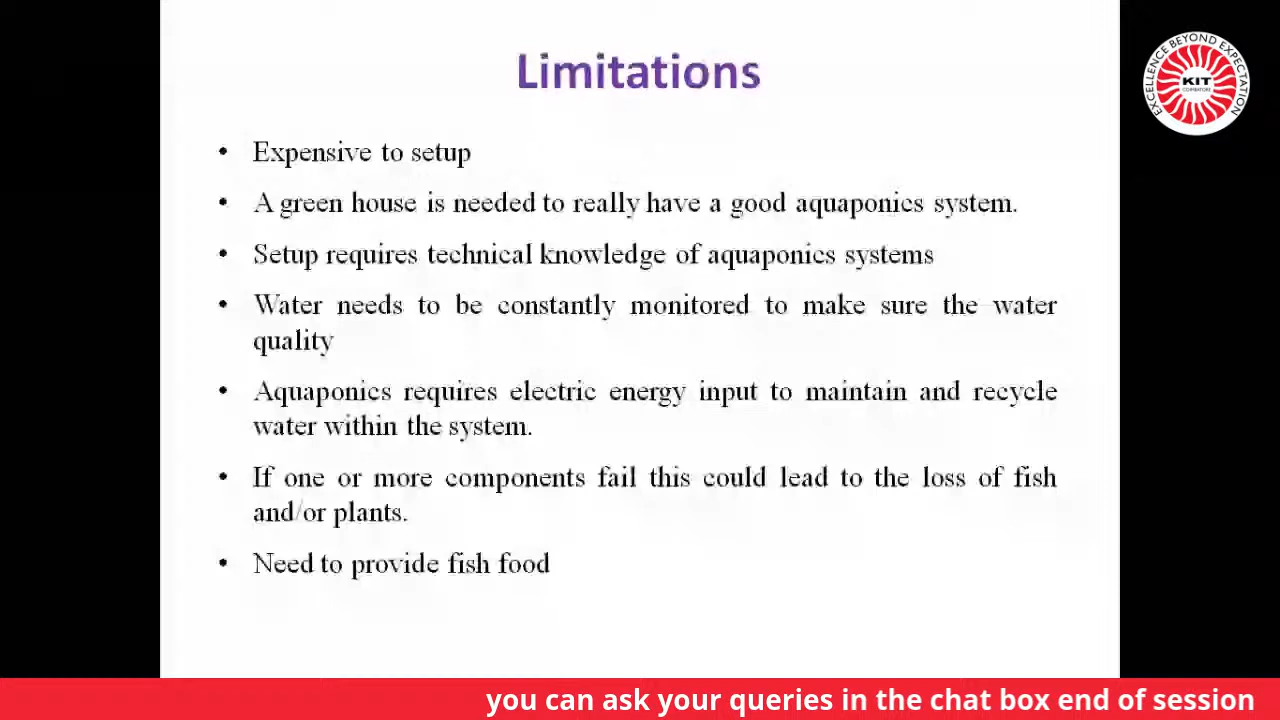 Limitations
EXCELLENCE BEYOND EXPECTATION
KIT
COIMBATORE
• Expensive to setup
• A green house is needed to really have a good aquaponics system.
• Setup requires technical knowledge of aquaponics systems
• Water needs to be constantly monitored to make sure the water
quality
• Aquaponics requires electric energy input to maintain and recycle
water within the system.
• If one or more components fail this could lead to the loss of fish
and/or plants.
• Need to provide fish food
you can ask your queries in the chat box end of session